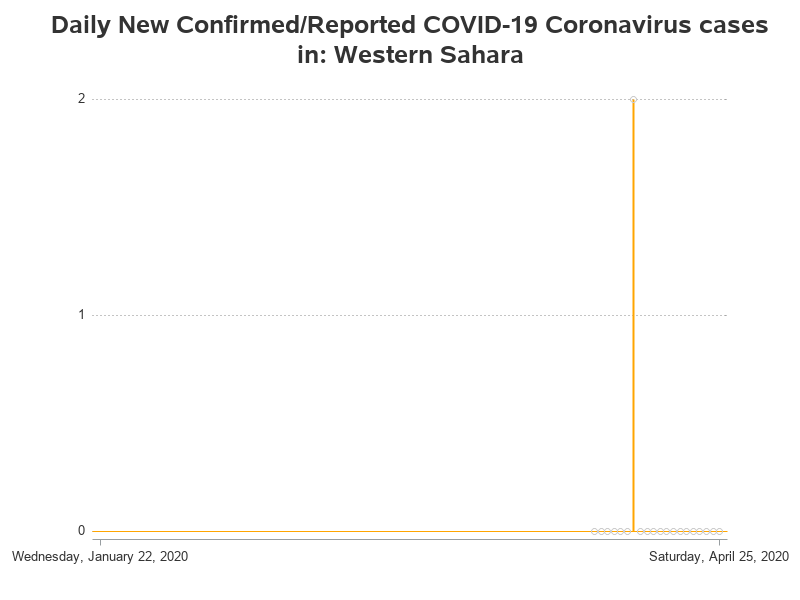 Daily New Confirmed/Reported COVID-19 Coronavirus cases
in: Western Sahara
2
1
0
Wednesday, January 22, 2020
Saturday, April 25, 2020